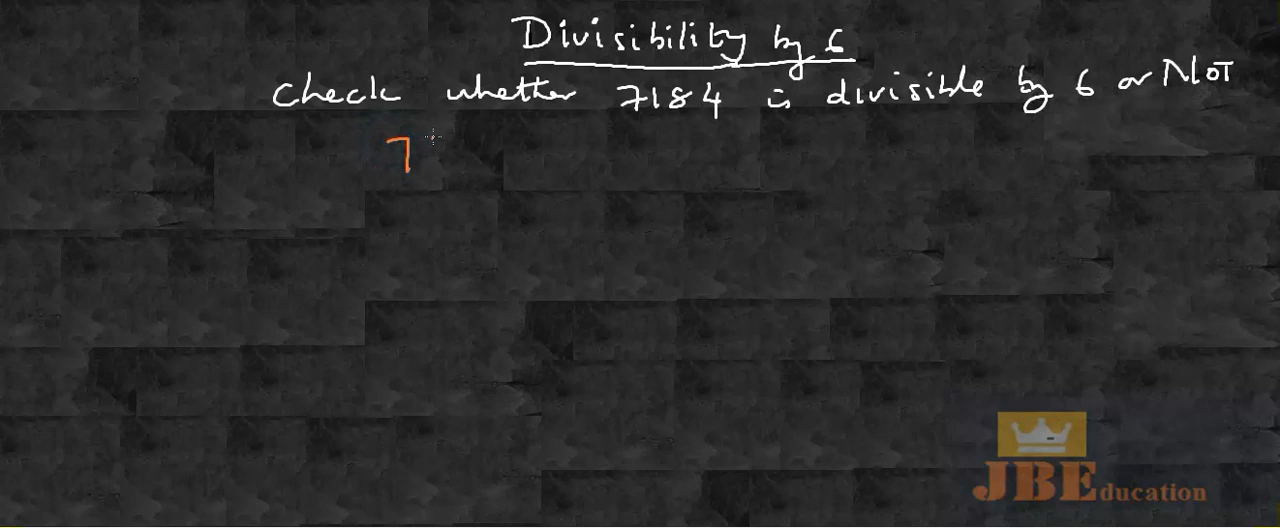 Divisibility by 6
Check whether 7184 is divisible by 6 or NOT
7
JBEducation